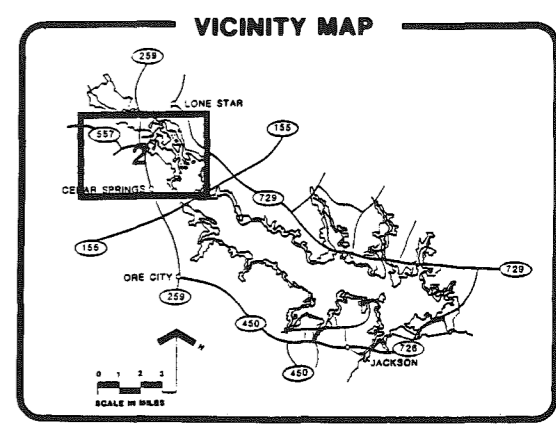 VICINITY MAP
259
LONE STAR
155
557
2
CEDAR SPRINGS
729
155
ORE CITY
259
729
450
726
450
JACKSON
N
0 1 2 3
SCALE IN MILES